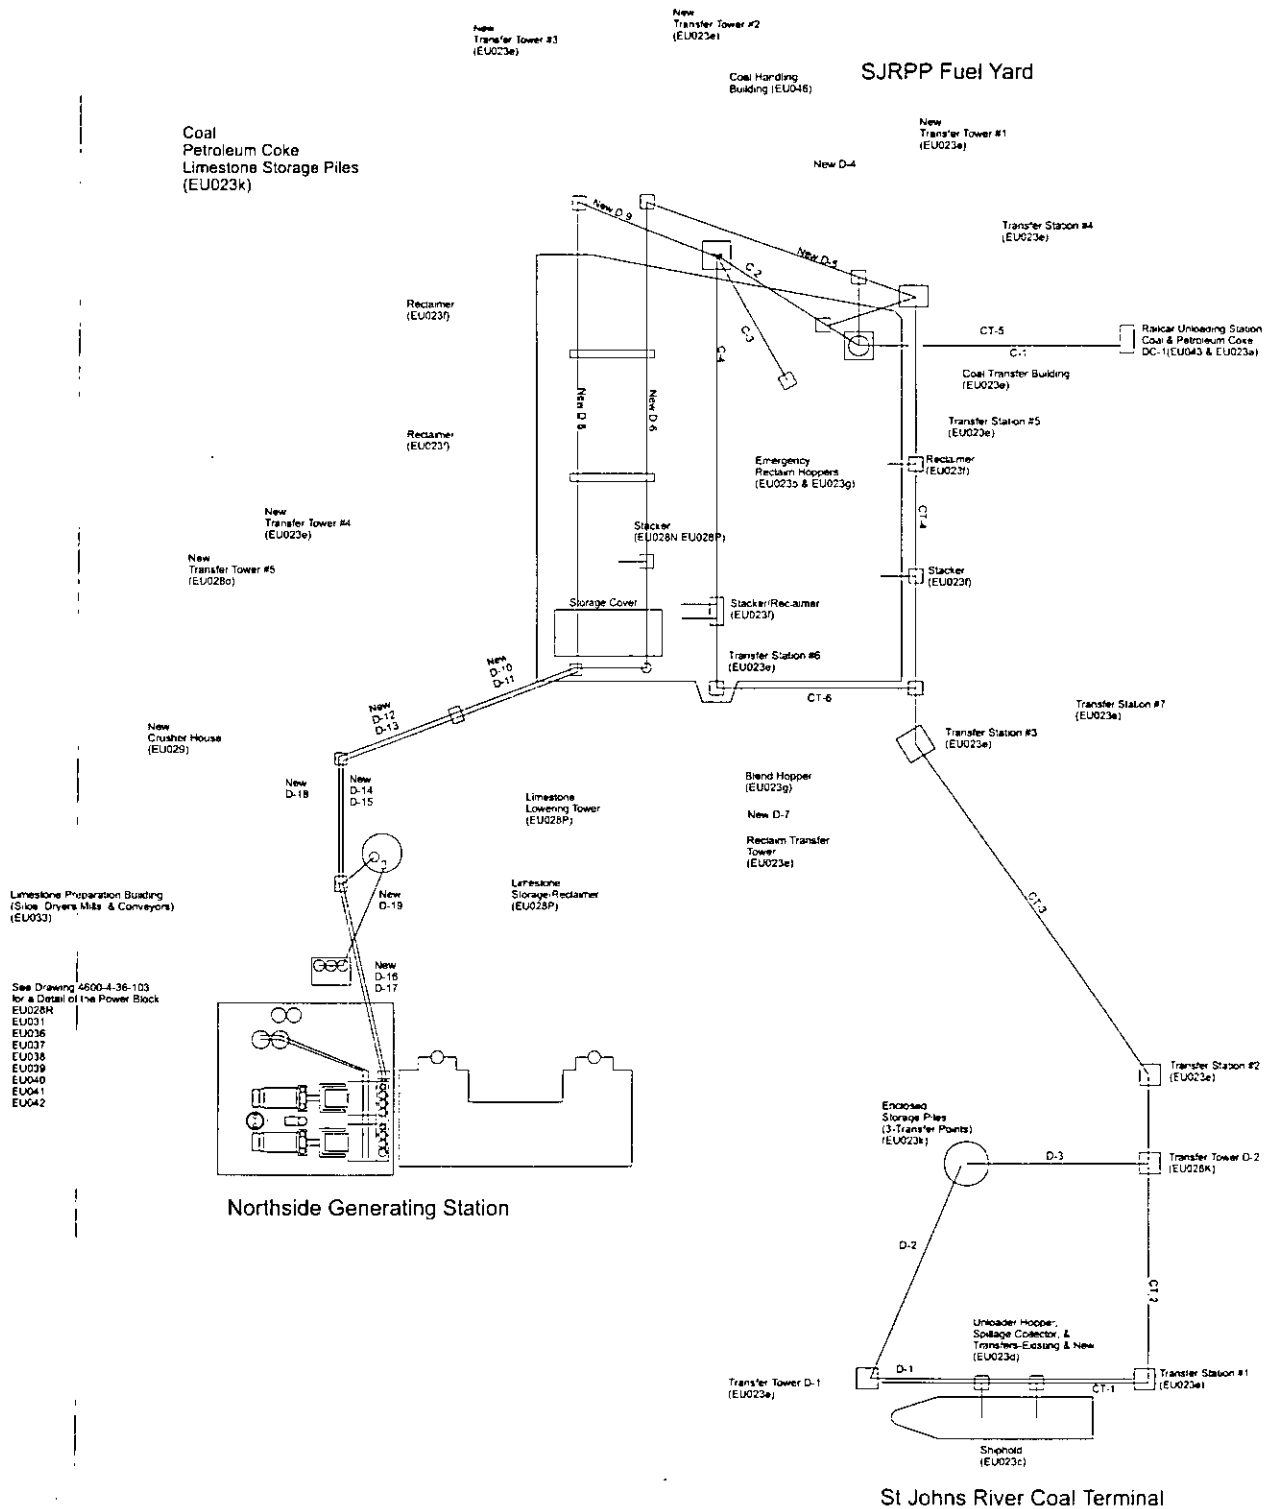 New
Transfer Tower #2
(EU023e)
New
Transfer Tower #3
(EU023e)
SJRPP Fuel Yard
Coal Handling
Building (EU046)
New
Transfer Tower #1
(EU023e)
Coal
Petroleum Coke
Limestone Storage Piles
(EU023k)
New D-4
New D-9
Transfer Station #4
(EU023e)
New D-5
C-2
Reclaimer
(EU023f)
C-3
C-4
CT-5
C-1
Railcar Unloading Station
Coal & Petroleum Coke
DC-1(EU043 & EU023a)
Coal Transfer Building
(EU023e)
New D-8
New D-6
Transfer Station #5
(EU023e)
Reclaimer
(EU023f)
Emergency
Reclaim Hoppers
(EU023b & EU023g)
Reclaimer
(EU023f)
CT-4
New
Transfer Tower #4
(EU023e)
Stacker
(EU028N EU028P)
New
Transfer Tower #5
(EU028o)
Stacker
(EU023f)
Storage Cover
Stacker/Reclaimer
(EU023f)
Transfer Station #6
(EU023e)
New
D-10
D-11
CT-6
New
D-12
D-13
Transfer Station #7
(EU023e)
New
Crusher House
(EU029)
Transfer Station #3
(EU023e)
New
D-18
New
D-14
D-15
Blend Hopper
(EU023g)
Limestone
Lowering Tower
(EU028P)
New D-7
Reclaim Transfer
Tower
(EU023e)
Limestone Preparation Building
(Silos, Dryers Mills, & Conveyors)
(EU033)
New
D-19
Limestone
Storage-Reclaimer
(EU028P)
CT-3
New
D-16
D-17
See Drawing 4600-4-36-103
for a Detail of the Power Block
EU028R
EU031
EU036
EU037
EU038
EU039
EU040
EU041
EU042
Transfer Station #2
(EU023e)
Enclosed
Storage Piles
(3-Transfer Points)
(EU023k)
D-3
Transfer Tower D-2
(EU028K)
Northside Generating Station
D-2
CT-2
Unloader Hopper,
Spillage Collector, &
Transfers-Existing & New
(EU023d)
D-1
Transfer Tower D-1
(EU023e)
CT-1
Transfer Station #1
(EU023e)
Shiphold
(EU023c)
St Johns River Coal Terminal